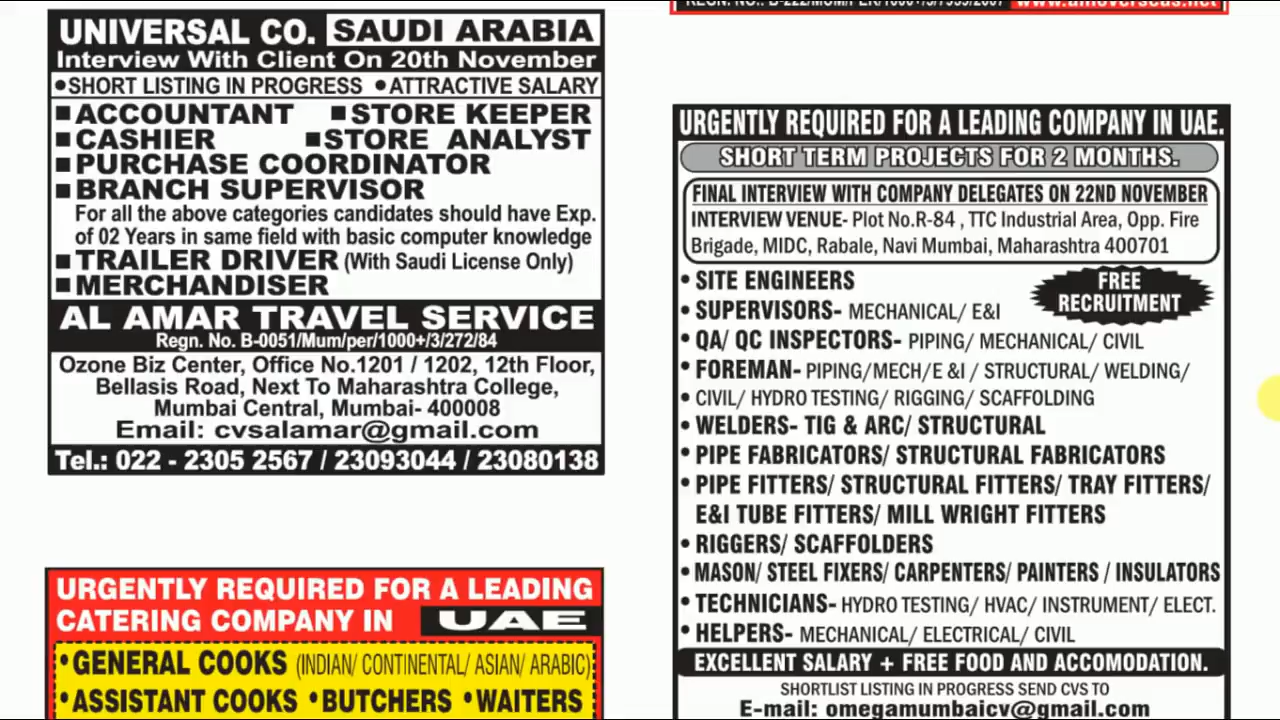 UNIVERSAL CO. SAUDI ARABIA
Interview With Client On 20th November
•SHORT LISTING IN PROGRESS •ATTRACTIVE SALARY
■ACCOUNTANT ■STORE KEEPER
■CASHIER ■STORE ANALYST
■PURCHASE COORDINATOR
■BRANCH SUPERVISOR
For all the above categories candidates should have Exp.
of 02 Years in same field with basic computer knowledge
■TRAILER DRIVER (With Saudi License Only)
■MERCHANDISER
AL AMAR TRAVEL SERVICE
Regn. No. B-0051/Mum/per/1000+/3/272/84
Ozone Biz Center, Office No.1201 / 1202, 12th Floor,
Bellasis Road, Next To Maharashtra College,
Mumbai Central, Mumbai- 400008
Email: cvsalamar@gmail.com
Tel.: 022 - 2305 2567 / 23093044 / 23080138
URGENTLY REQUIRED FOR A LEADING
CATERING COMPANY IN UAE
•GENERAL COOKS (INDIAN/ CONTINENTAL/ ASIAN/ ARABIC)
•ASSISTANT COOKS •BUTCHERS •WAITERS
URGENTLY REQUIRED FOR A LEADING COMPANY IN UAE.
SHORT TERM PROJECTS FOR 2 MONTHS.
FINAL INTERVIEW WITH COMPANY DELEGATES ON 22ND NOVEMBER
INTERVIEW VENUE- Plot No.R-84 , TTC Industrial Area, Opp. Fire
Brigade, MIDC, Rabale, Navi Mumbai, Maharashtra 400701
• SITE ENGINEERS
FREE
RECRUITMENT
• SUPERVISORS- MECHANICAL/ E&I
• QA/ QC INSPECTORS- PIPING/ MECHANICAL/ CIVIL
• FOREMAN- PIPING/MECH/E &I / STRUCTURAL/ WELDING/
• CIVIL/ HYDRO TESTING/ RIGGING/ SCAFFOLDING
• WELDERS- TIG & ARC/ STRUCTURAL
• PIPE FABRICATORS/ STRUCTURAL FABRICATORS
• PIPE FITTERS/ STRUCTURAL FITTERS/ TRAY FITTERS/
E&I TUBE FITTERS/ MILL WRIGHT FITTERS
• RIGGERS/ SCAFFOLDERS
• MASON/ STEEL FIXERS/ CARPENTERS/ PAINTERS / INSULATORS
• TECHNICIANS- HYDRO TESTING/ HVAC/ INSTRUMENT/ ELECT.
• HELPERS- MECHANICAL/ ELECTRICAL/ CIVIL
EXCELLENT SALARY + FREE FOOD AND ACCOMODATION.
SHORTLIST LISTING IN PROGRESS SEND CVS TO
E-mail: omegamumbaicv@gmail.com